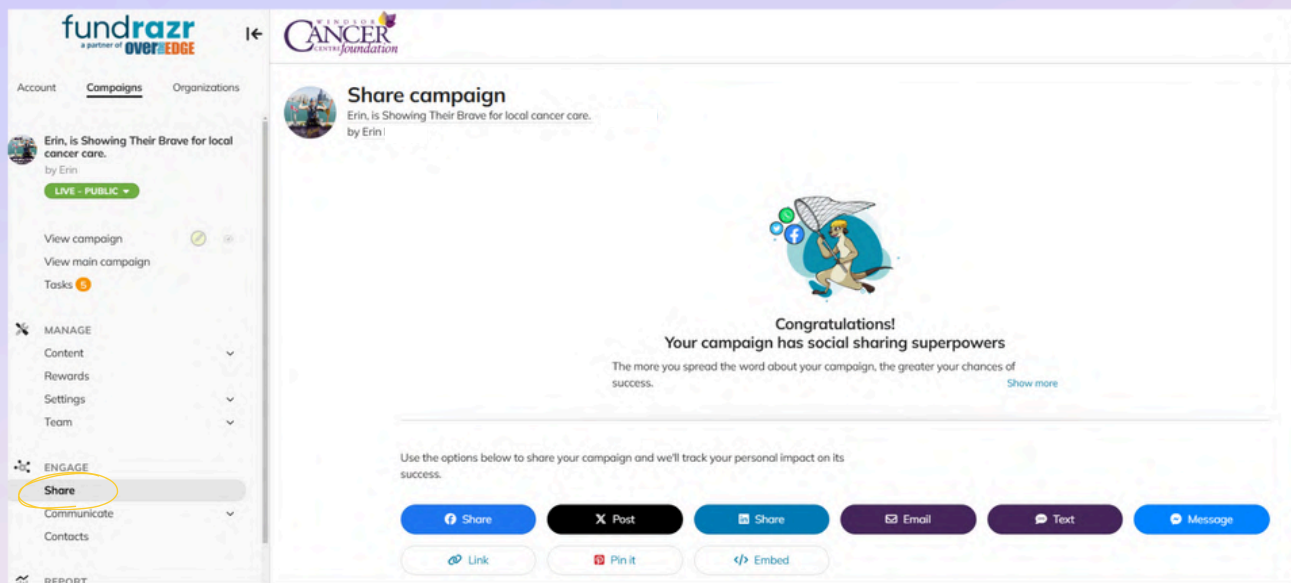 fundrazr
a partner of OVER THE EDGE
WINDSOR
CANCER
CENTRE foundation
Account Campaigns Organizations
Erin, is Showing Their Brave for local
cancer care.
by Erin
LIVE - PUBLIC
View campaign
View main campaign
Tasks 5
MANAGE
Content
Rewards
Settings
Team
ENGAGE
Share
Communicate
Contacts
REPORT
Share campaign
Erin, is Showing Their Brave for local cancer care.
by Erin
Congratulations!
Your campaign has social sharing superpowers
The more you spread the word about your campaign, the greater your chances of
success. Show more
Use the options below to share your campaign and we'll track your personal impact on its
success.
Share Post Share Email Text Message
Link Pin it Embed